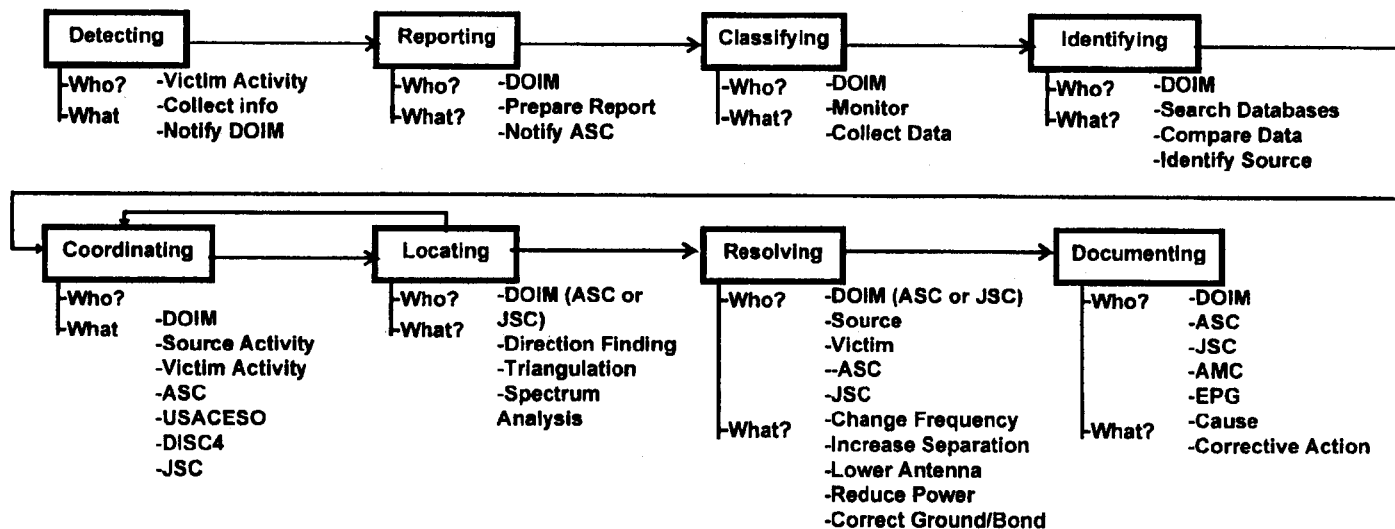 Detecting
-Who?
-What
-Victim Activity
-Collect info
-Notify DOIM
Reporting
-Who?
-What?
-DOIM
-Prepare Report
-Notify ASC
Classifying
-Who?
-What?
-DOIM
-Monitor
-Collect Data
Identifying
-Who?
-What?
-DOIM
-Search Databases
-Compare Data
-Identify Source
Coordinating
-Who?
-What
-DOIM
-Source Activity
-Victim Activity
-ASC
-USACESO
-DISC4
-JSC
Locating
-Who?
-What?
-DOIM (ASC or
JSC)
-Direction Finding
-Triangulation
-Spectrum
Analysis
Resolving
-Who?
-DOIM (ASC or JSC)
-Source
-Victim
--ASC
-JSC
-What?
-Change Frequency
-Increase Separation
-Lower Antenna
-Reduce Power
-Correct Ground/Bond
Documenting
-Who?
-DOIM
-ASC
-JSC
-AMC
-EPG
-What?
-Cause
-Corrective Action